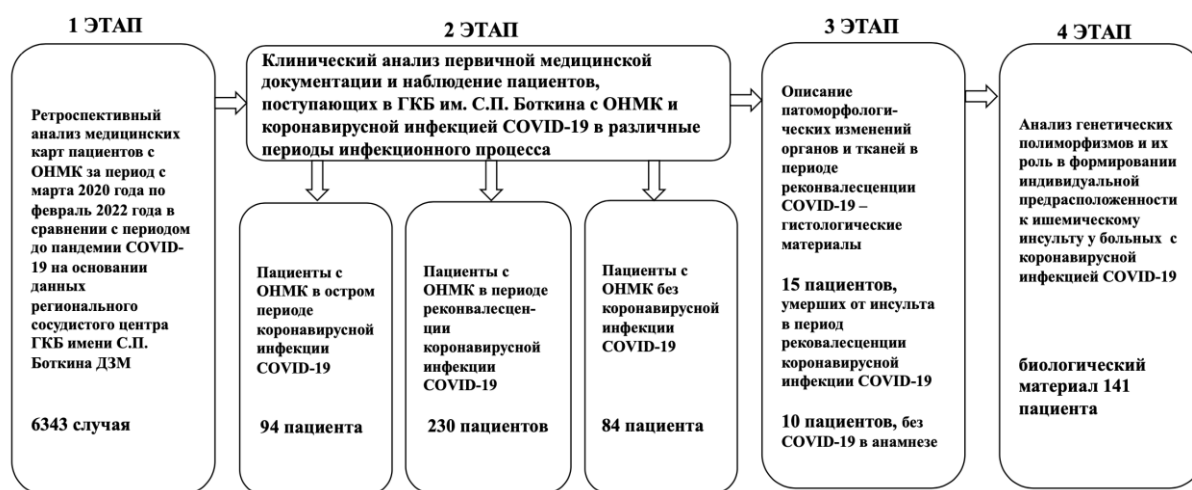 1 ЭТАП
Ретроспективный
анализ медицинских
карт пациентов с
ОНМК за период с
марта 2020 года по
февраль 2022 года в
сравнении с периодом
до пандемии COVID-
19 на основании
данных
регионального
сосудистого центра
ГКБ имени С.П.
Боткина ДЗМ
6343 случая
2 ЭТАП
Клинический анализ первичной медицинской
документации и наблюдение пациентов,
поступающих в ГКБ им. С.П. Боткина с ОНМК и
коронавирусной инфекцией COVID-19 в различные
периоды инфекционного процесса
Пациенты с
ОНМК в остром
периоде
коронавирусной
инфекции
COVID-19
94 пациента
Пациенты с
ОНМК в периоде
реконвалесцен-
ции
коронавирусной
инфекции
COVID-19
230 пациентов
Пациенты с
ОНМК без
коронавирусной
инфекции
COVID-19
84 пациента
3 ЭТАП
Описание
патоморфоло-
гических изменений
органов и тканей в
периоде
реконвалесценции
COVID-19 –
гистологические
материалы
15 пациентов,
умерших от инсульта
в период
рековалесценции
коронавирусной
инфекции COVID-19
10 пациентов, без
COVID-19 в анамнезе
4 ЭТАП
Анализ генетических
полиморфизмов и их
роль в формировании
индивидуальной
предрасположенности
к ишемическому
инсульту у больных с
коронавирусной
инфекцией COVID-19
биологический
материал 141
пациента